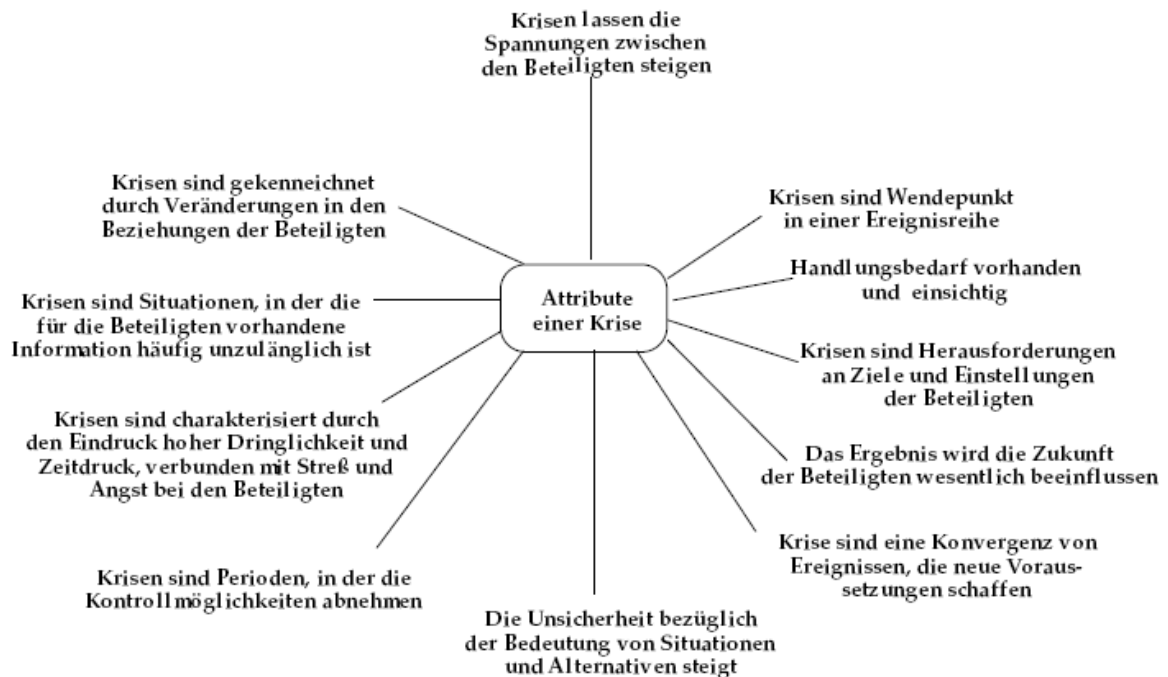 Krisen lassen die
Spannungen zwischen
den Beteiligten steigen
Krisen sind gekenneichnet
durch Veränderungen in den
Beziehungen der Beteiligten
Krisen sind Wendepunkt
in einer Ereignisreihe
Handlungsbedarf vorhanden
und einsichtig
Attribute
einer Krise
Krisen sind Situationen, in der die
für die Beteiligten vorhandene
Information häufig unzulänglich ist
Krisen sind Herausforderungen
an Ziele und Einstellungen
der Beteiligten
Krisen sind charakterisiert durch
den Eindruck hoher Dringlichkeit und
Zeitdruck, verbunden mit Streß und
Angst bei den Beteiligten
Das Ergebnis wird die Zukunft
der Beteiligten wesentlich beeinflussen
Krise sind eine Konvergenz von
Ereignissen, die neue Voraus-
setzungen schaffen
Krisen sind Perioden, in der die
Kontrollmöglichkeiten abnehmen
Die Unsicherheit bezüglich
der Bedeutung von Situationen
und Alternativen steigt